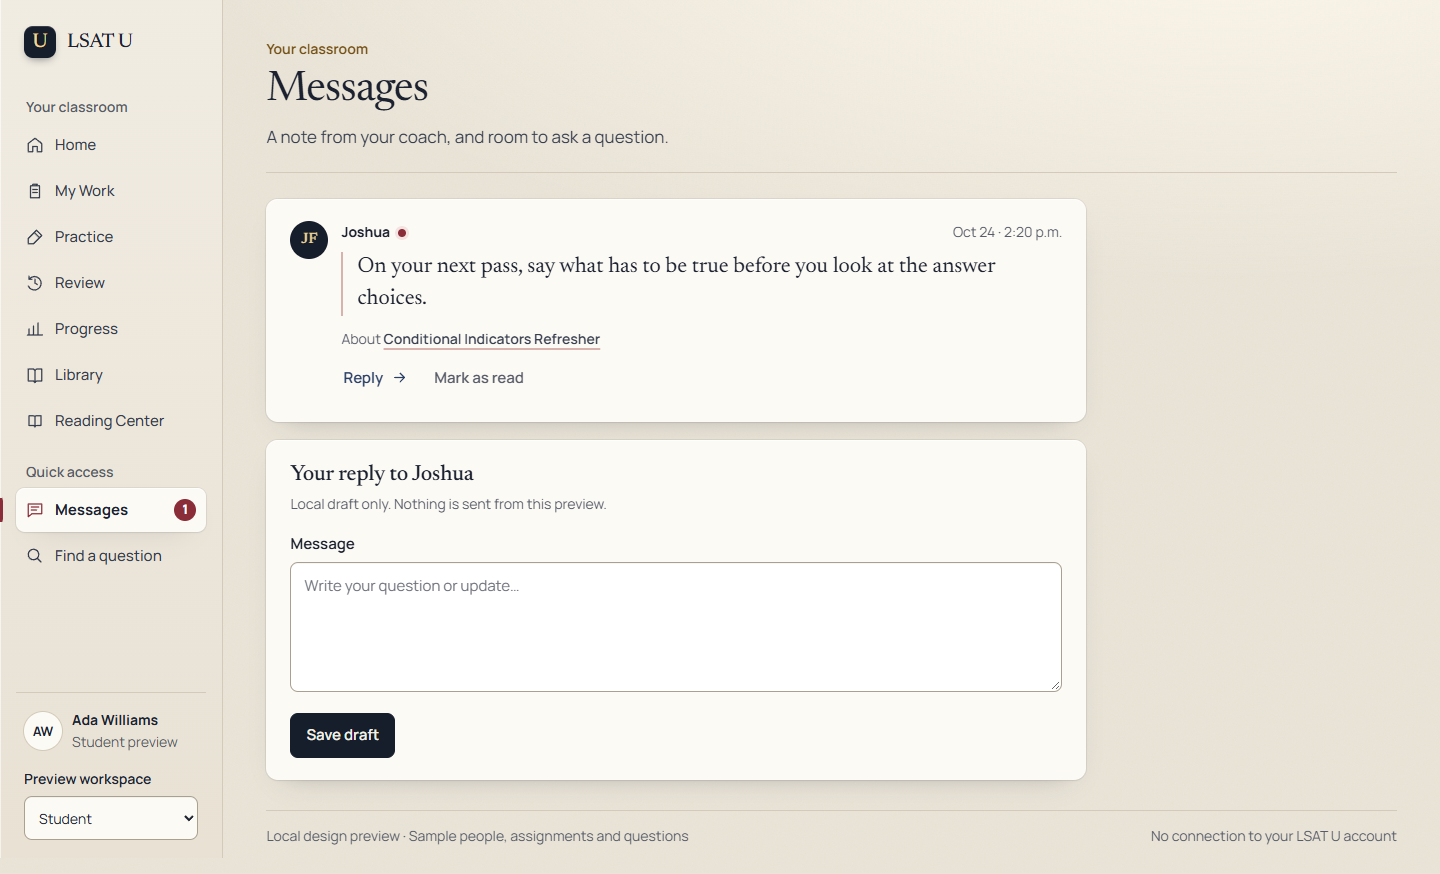 U LSAT U
Your classroom
Home
My Work
Practice
Review
Progress
Library
Reading Center
Quick access
Messages 1
Find a question
AW Ada Williams
Student preview
Preview workspace
Student
Your classroom
Messages
A note from your coach, and room to ask a question.
JF Joshua Oct 24 · 2:20 p.m.
On your next pass, say what has to be true before you look at the answer
choices.
About Conditional Indicators Refresher
Reply → Mark as read
Your reply to Joshua
Local draft only. Nothing is sent from this preview.
Message
Write your question or update…
Save draft
Local design preview · Sample people, assignments and questions No connection to your LSAT U account